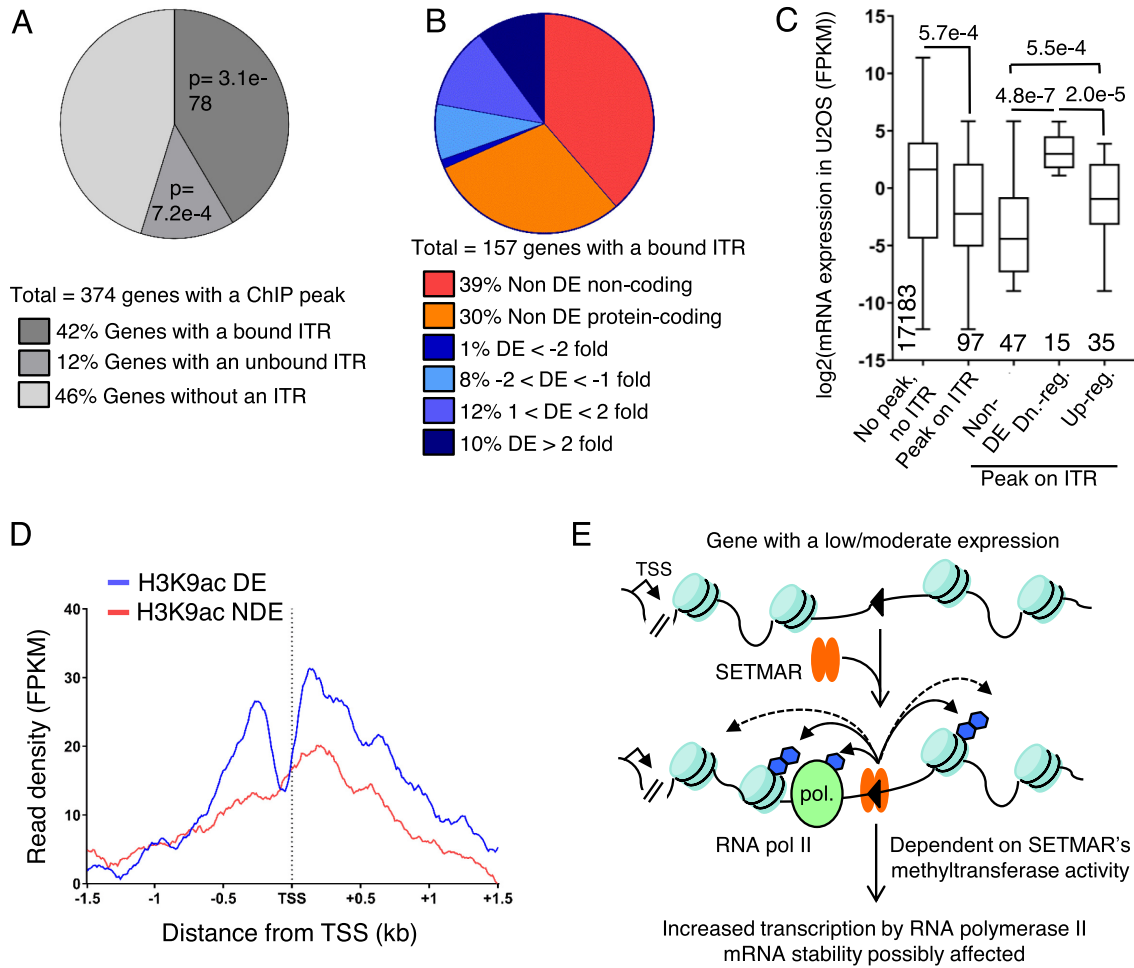 A
p= 3.1e-
78
p=
7.2e-4
Total = 374 genes with a ChIP peak
42% Genes with a bound ITR
12% Genes with an unbound ITR
46% Genes without an ITR
B
Total = 157 genes with a bound ITR
39% Non DE non-coding
30% Non DE protein-coding
1% DE < -2 fold
8% -2 < DE < -1 fold
12% 1 < DE < 2 fold
10% DE > 2 fold
C
log2(mRNA expression in U2OS (FPKM))
15
10
5
0
-5
-10
-15
5.7e-4
5.5e-4
4.8e-7
2.0e-5
17183
97
47
15
35
No peak,
no ITR
Peak on ITR
Non-
DE
Dn.-reg.
Up-reg.
Peak on ITR
D
H3K9ac DE
H3K9ac NDE
Read density (FPKM)
40
30
20
10
0
-1.5
-1
-0.5
TSS
+0.5
+1
+1.5
Distance from TSS (kb)
E
Gene with a low/moderate expression
TSS
SETMAR
pol.
RNA pol II
Dependent on SETMAR's
methyltransferase activity
Increased transcription by RNA polymerase II
mRNA stability possibly affected